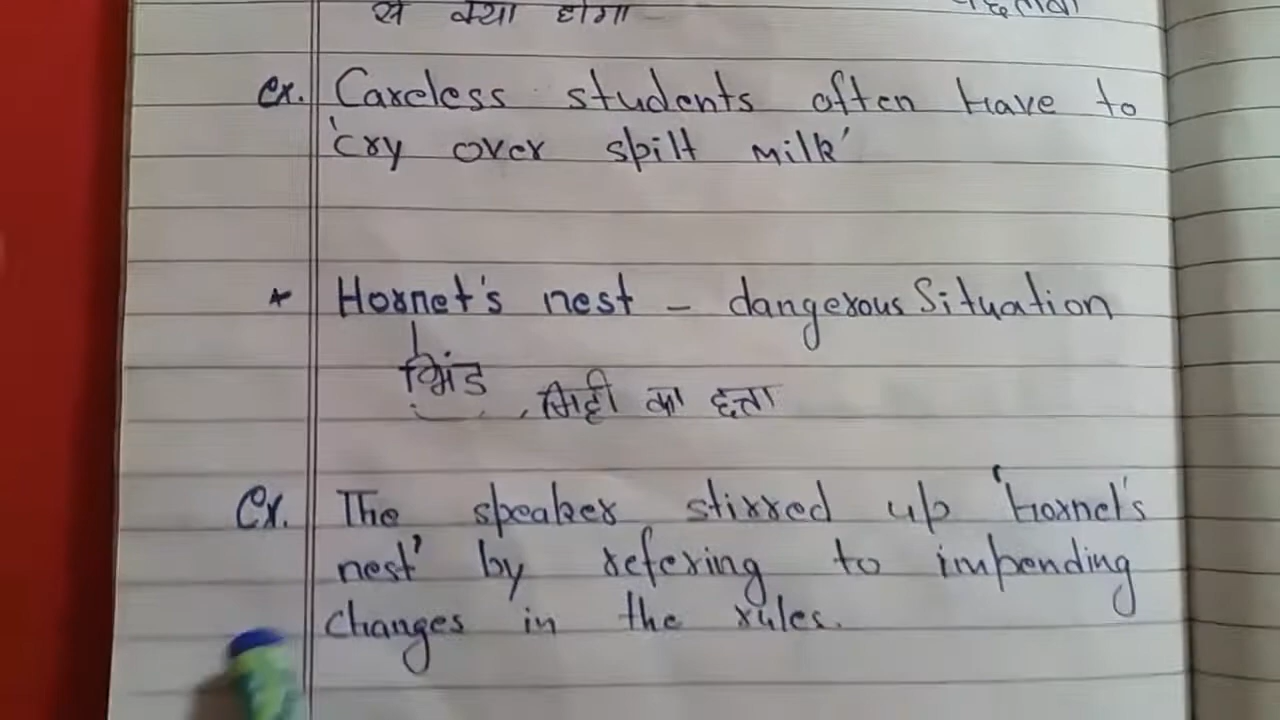 से क्या होगा
ex. Careless students often have to
'cry over spilt milk'
* Hornet's nest - dangerous Situation
भिंड , मिट्टी का छत्ता
Ex. The speaker stirred up 'hornet's
nest' by refering to impending
changes in the rules.